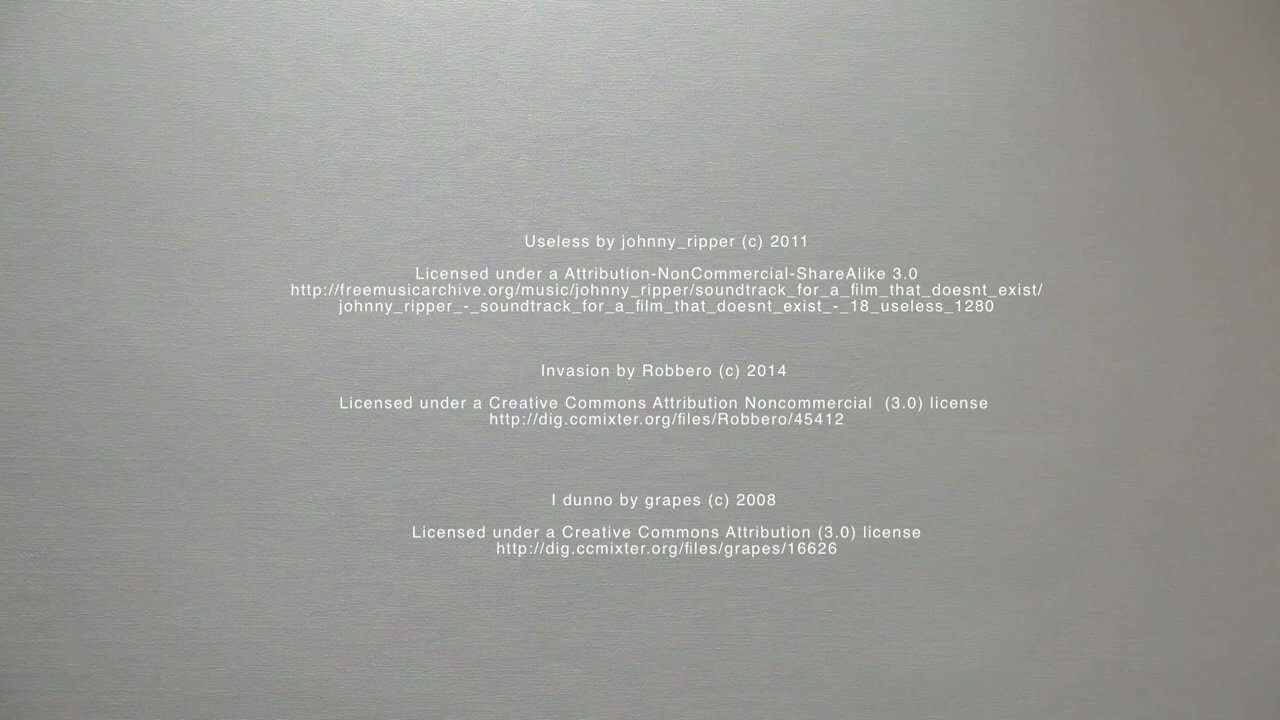 Useless by johnny_ripper (c) 2011
Licensed under a Attribution-NonCommercial-ShareAlike 3.0
http://freemusicarchive.org/music/johnny_ripper/soundtrack_for_a_film_that_doesnt_exist/
johnny_ripper_-_soundtrack_for_a_film_that_doesnt_exist_-_18_useless_1280
Invasion by Robbero (c) 2014
Licensed under a Creative Commons Attribution Noncommercial  (3.0) license
http://dig.ccmixter.org/files/Robbero/45412
I dunno by grapes (c) 2008
Licensed under a Creative Commons Attribution (3.0) license
http://dig.ccmixter.org/files/grapes/16626